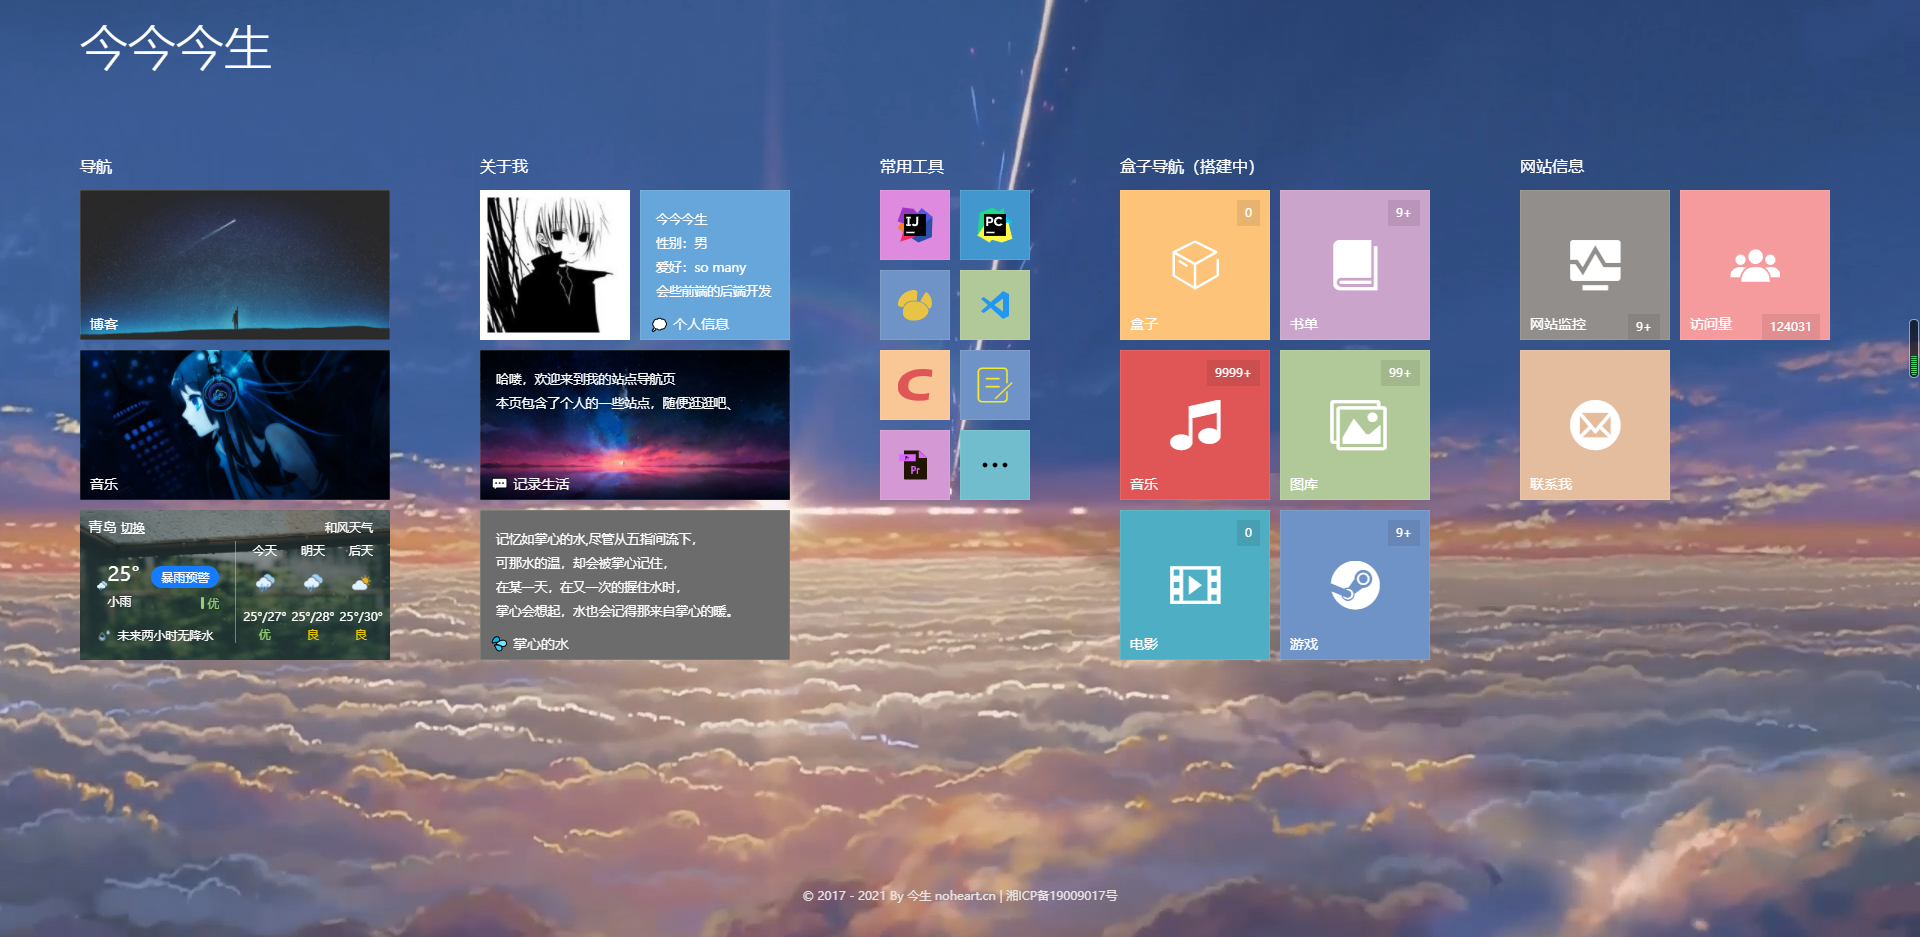 今今今生
导航
博客
音乐
青岛 切换
和风天气
25°
暴雨预警
小雨
优
未来两小时无降水
今天 明天 后天
25°/27° 25°/28° 25°/30°
优 良 良
关于我
今今今生
性别：男
爱好：so many
会些前端的后端开发
个人信息
哈喽，欢迎来到我的站点导航页
本页包含了个人的一些站点，随便逛逛吧、
记录生活
记忆如掌心的水,尽管从五指间流下，
可那水的温，却会被掌心记住，
在某一天，在又一次的握住水时，
掌心会想起，水也会记得那来自掌心的暖。
掌心的水
常用工具
IJ
PC
C
Pr
盒子导航（搭建中）
0
盒子
9+
书单
9999+
音乐
99+
图库
0
电影
9+
游戏
网站信息
网站监控
9+
访问量
124031
联系我
© 2017 - 2021 By 今生 noheart.cn | 湘ICP备19009017号